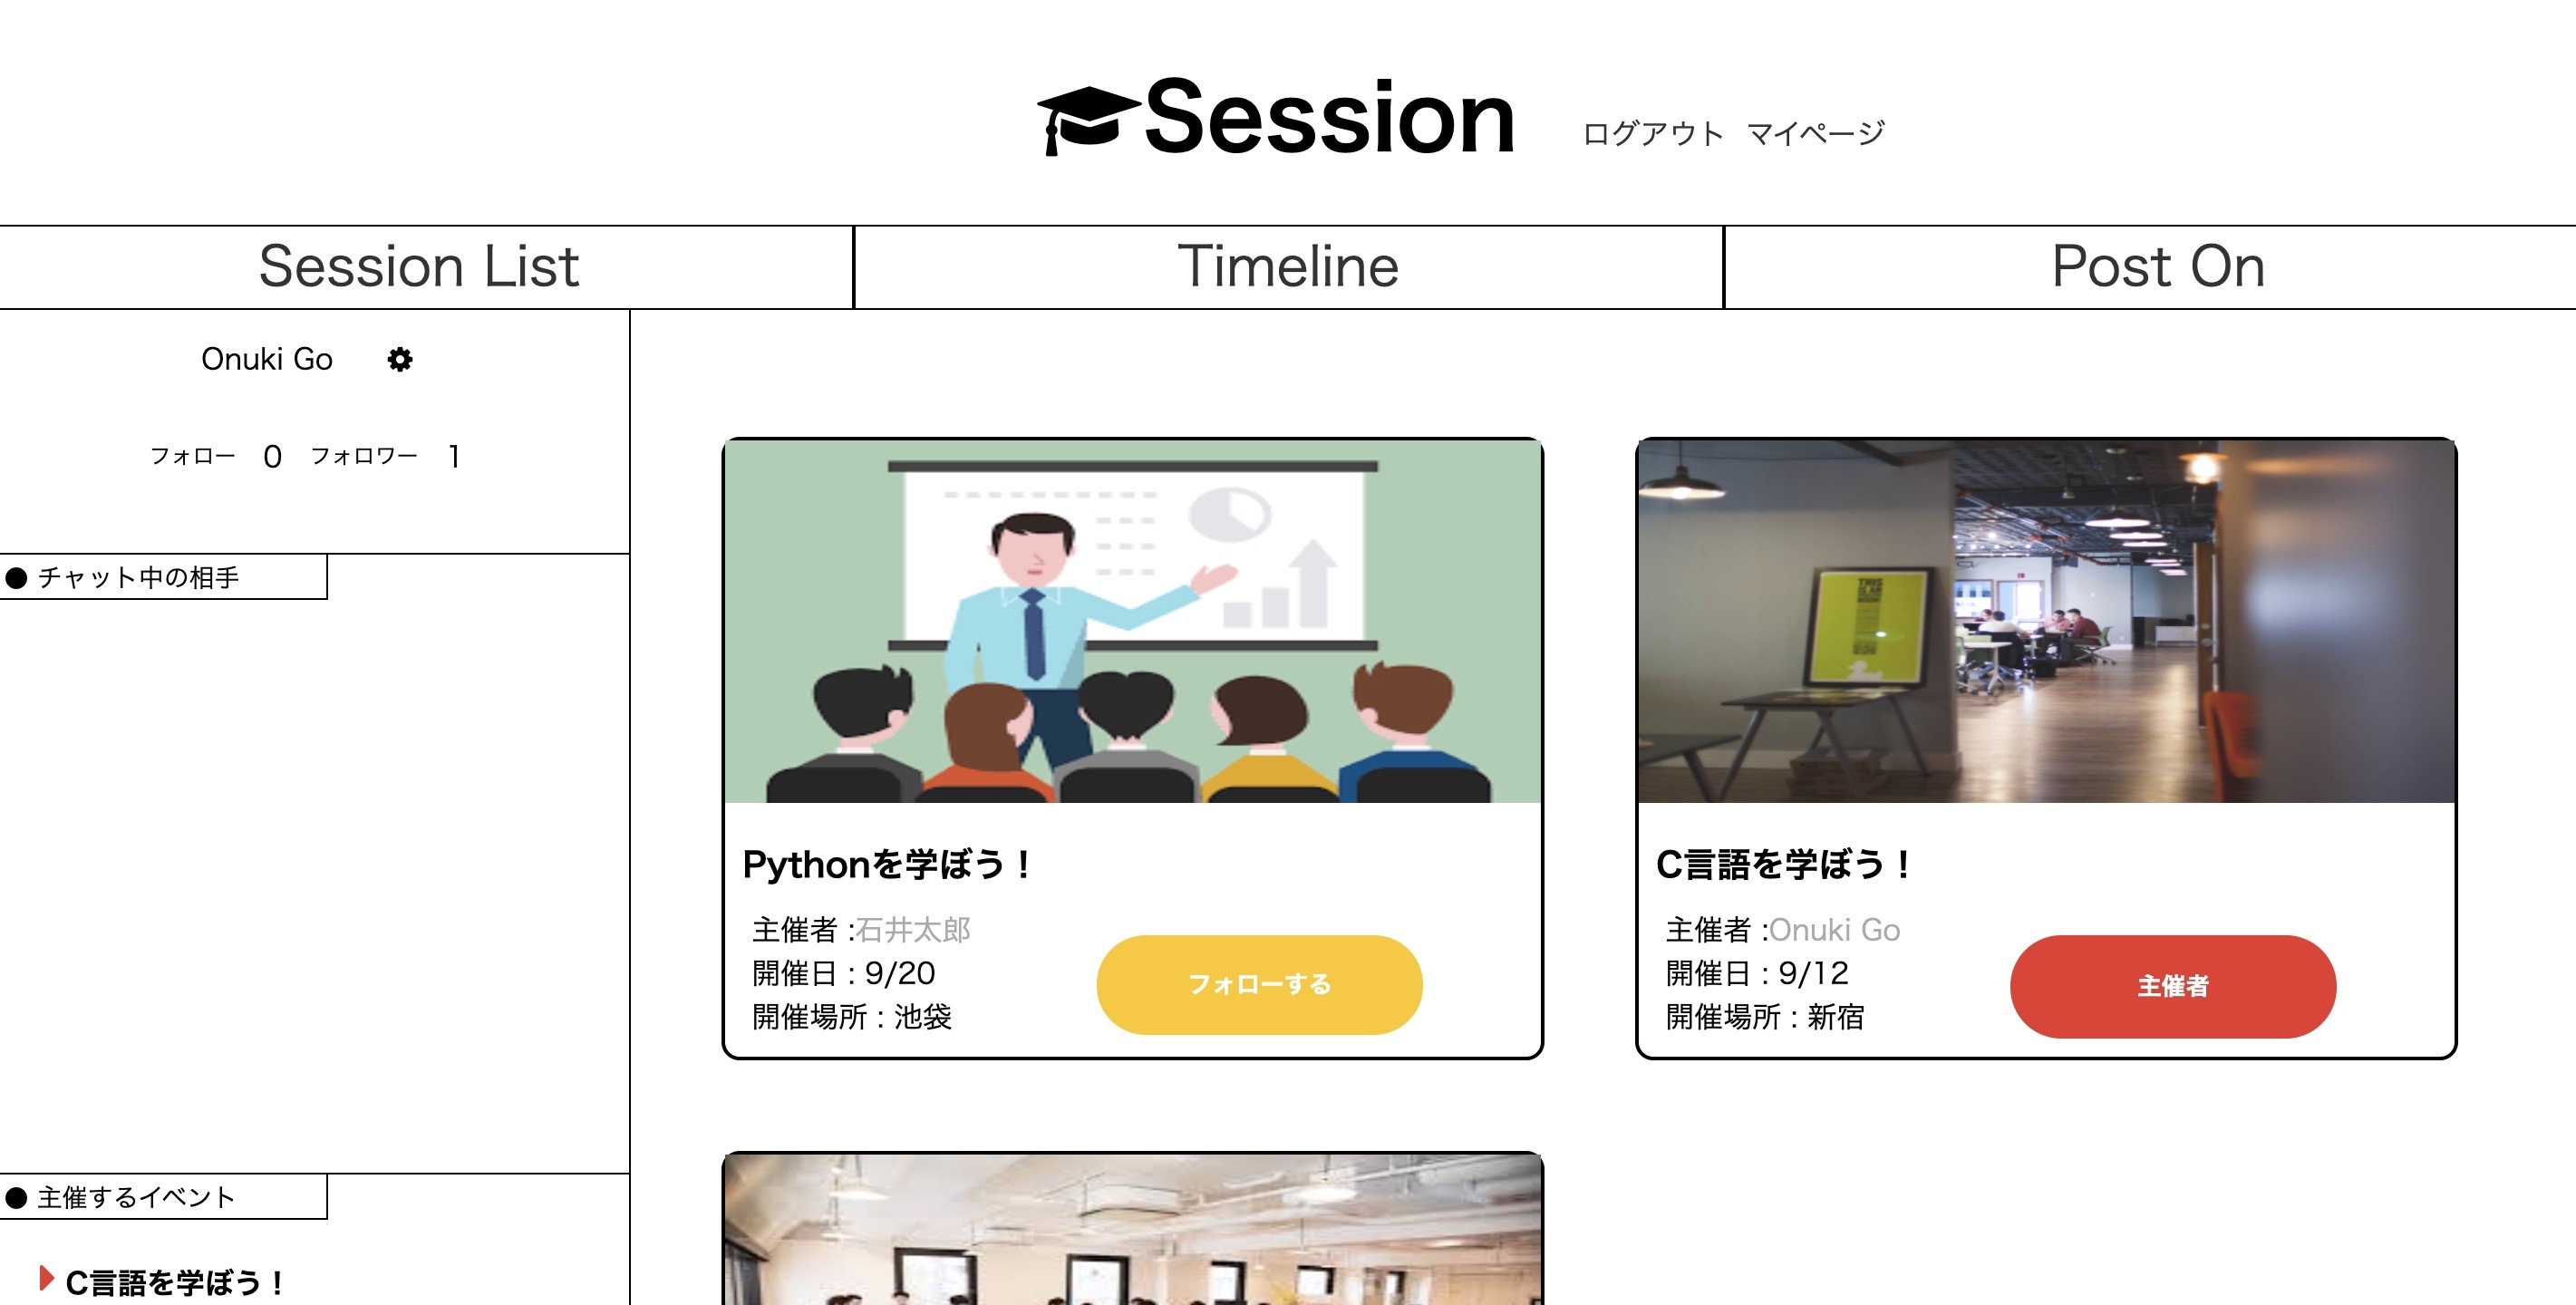 Session
ログアウト マイページ
Session List
Timeline
Post On
Onuki Go
フォロー 0 フォロワー 1
● チャット中の相手
● 主催するイベント
C言語を学ぼう！
THIS
IS AN
Pythonを学ぼう！
主催者 :石井太郎
開催日 : 9/20
開催場所 : 池袋
フォローする
C言語を学ぼう！
主催者 :Onuki Go
開催日 : 9/12
開催場所 : 新宿
主催者